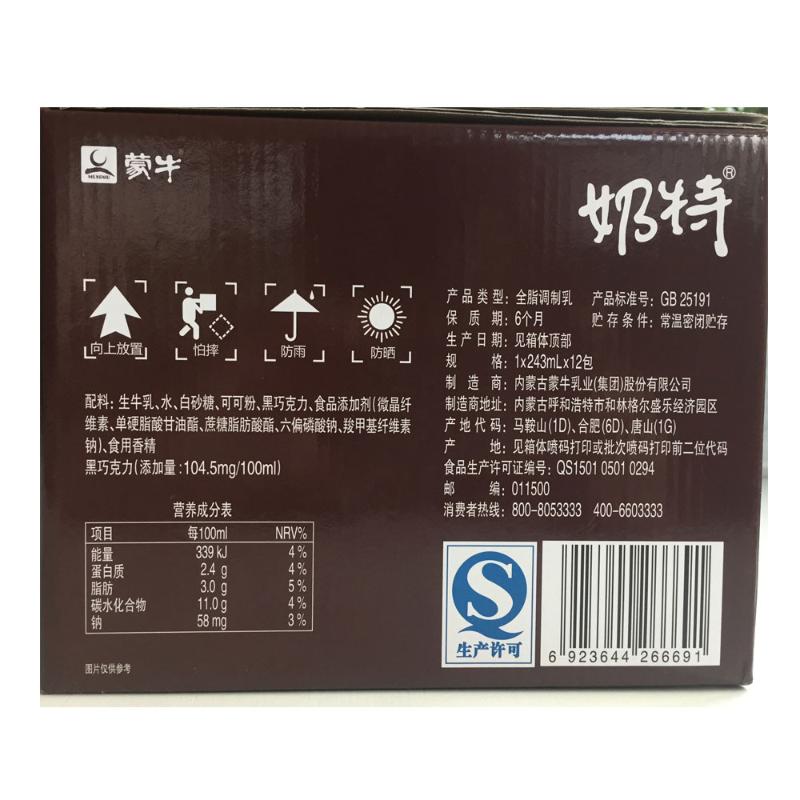 蒙牛
MENGNIU
奶特®
向上放置
怕摔
防雨
防晒
配料：生牛乳、水、白砂糖、可可粉、黑巧克力、食品添加剂(微晶纤
维素、单硬脂酸甘油酯、蔗糖脂肪酸酯、六偏磷酸钠、羧甲基纤维素
钠)、食用香精
黑巧克力(添加量：104.5mg/100ml)
营养成分表
项目 每100ml NRV%
能量 339 kJ 4%
蛋白质 2.4 g 4%
脂肪 3.0 g 5%
碳水化合物 11.0 g 4%
钠 58 mg 3%
图片仅供参考
产品类型：全脂调制乳 产品标准号：GB 25191
保质期：6个月 贮存条件：常温密闭贮存
生产日期：见箱体顶部
规格：1x243mLx12包
制造商：内蒙古蒙牛乳业(集团)股份有限公司
制造商地址：内蒙古呼和浩特市和林格尔盛乐经济园区
产地代码：马鞍山(1D)、合肥(6D)、唐山(1G)
产地：见箱体喷码打印或批次喷码打印前二位代码
食品生产许可证编号：QS1501 0501 0294
邮编：011500
消费者热线：800-8053333 400-6603333
生产许可
6 923644 266691